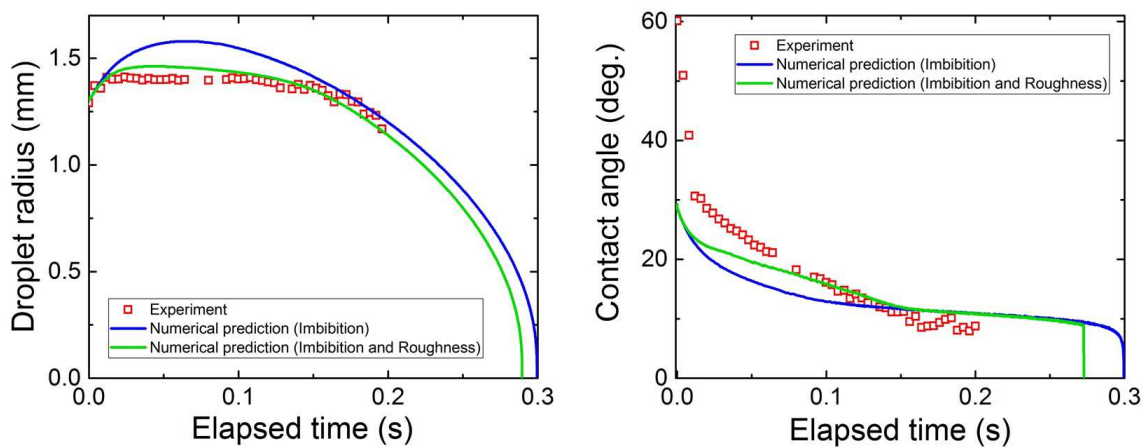 Droplet radius (mm)
1.5
1.0
0.5
0.0
Experiment
Numerical prediction (Imbibition)
Numerical prediction (Imbibition and Roughness)
0.0 0.1 0.2 0.3
Elapsed time (s)
Contact angle (deg.)
60
40
20
0
Experiment
Numerical prediction (Imbibition)
Numerical prediction (Imbibition and Roughness)
0.0 0.1 0.2 0.3
Elapsed time (s)